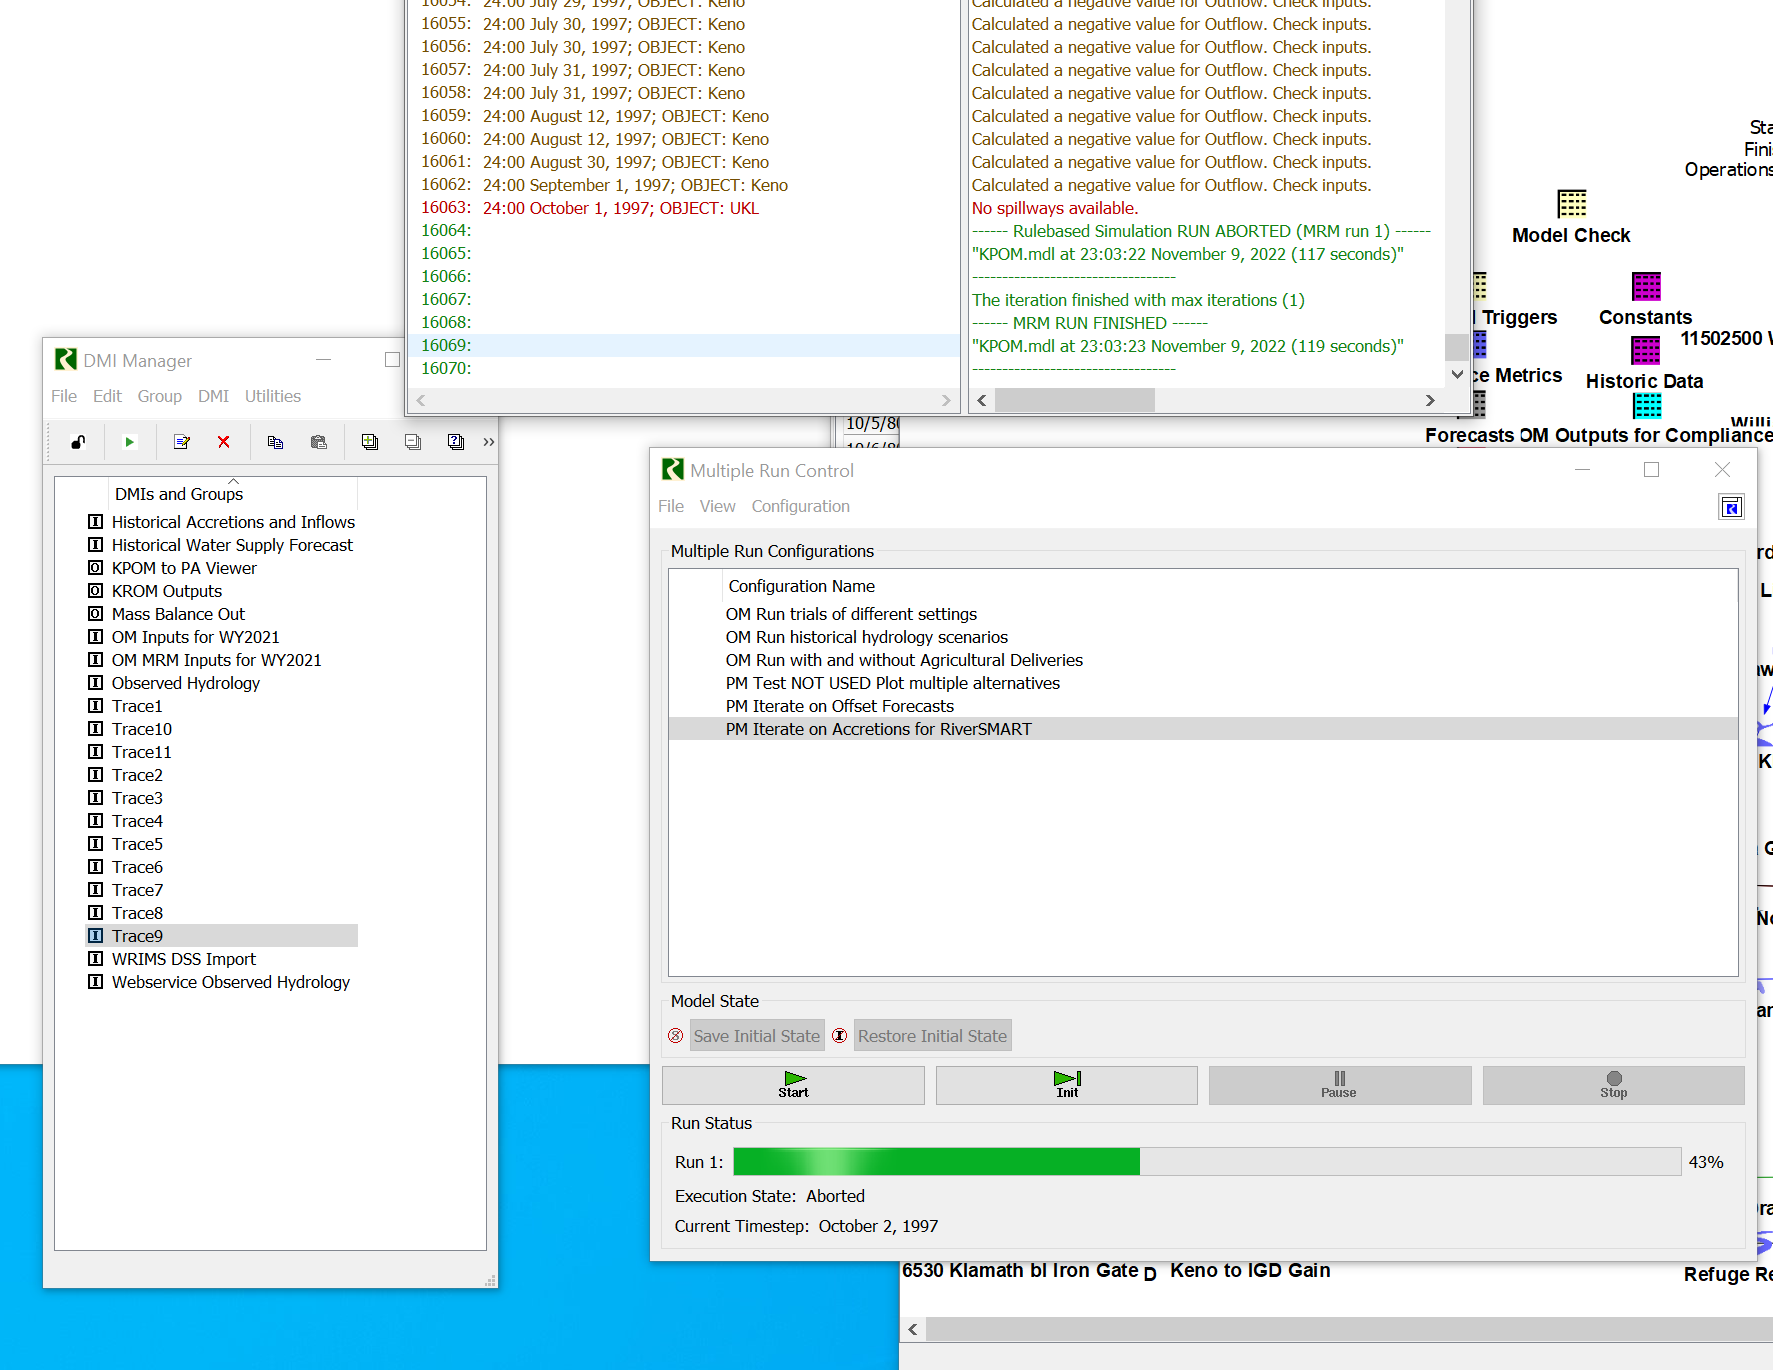 16054: 24:00 July 29, 1997; OBJECT: Keno Calculated a negative value for Outflow. Check inputs.
16055: 24:00 July 30, 1997; OBJECT: Keno Calculated a negative value for Outflow. Check inputs.
16056: 24:00 July 30, 1997; OBJECT: Keno Calculated a negative value for Outflow. Check inputs.
16057: 24:00 July 31, 1997; OBJECT: Keno Calculated a negative value for Outflow. Check inputs.
16058: 24:00 July 31, 1997; OBJECT: Keno Calculated a negative value for Outflow. Check inputs.
16059: 24:00 August 12, 1997; OBJECT: Keno Calculated a negative value for Outflow. Check inputs.
16060: 24:00 August 12, 1997; OBJECT: Keno Calculated a negative value for Outflow. Check inputs.
16061: 24:00 August 30, 1997; OBJECT: Keno Calculated a negative value for Outflow. Check inputs.
16062: 24:00 September 1, 1997; OBJECT: Keno Calculated a negative value for Outflow. Check inputs.
16063: 24:00 October 1, 1997; OBJECT: UKL No spillways available.
16064: ------ Rulebased Simulation RUN ABORTED (MRM run 1) ------
16065: "KPOM.mdl at 23:03:22 November 9, 2022 (117 seconds)"
16066: ----------------------------------
16067: The iteration finished with max iterations (1)
16068: ------ MRM RUN FINISHED ------
16069: "KPOM.mdl at 23:03:23 November 9, 2022 (119 seconds)"
16070: ----------------------------------
Sta
Fini
Operations
Model Check
Triggers
Constants
11502500 W
ce Metrics
Historic Data
Willi
Forecasts OM Outputs for Compliance
10/5/80
10/6/80
DMI Manager
File Edit Group DMI Utilities
DMIs and Groups
I Historical Accretions and Inflows
I Historical Water Supply Forecast
O KPOM to PA Viewer
O KROM Outputs
O Mass Balance Out
I OM Inputs for WY2021
I OM MRM Inputs for WY2021
I Observed Hydrology
I Trace1
I Trace10
I Trace11
I Trace2
I Trace3
I Trace4
I Trace5
I Trace6
I Trace7
I Trace8
I Trace9
I WRIMS DSS Import
I Webservice Observed Hydrology
Multiple Run Control
File View Configuration
Multiple Run Configurations
Configuration Name
OM Run trials of different settings
OM Run historical hydrology scenarios
OM Run with and without Agricultural Deliveries
PM Test NOT USED Plot multiple alternatives
PM Iterate on Offset Forecasts
PM Iterate on Accretions for RiverSMART
Model State
S Save Initial State I Restore Initial State
Start Init Pause Stop
Run Status
Run 1: 43%
Execution State: Aborted
Current Timestep: October 2, 1997
rd
L
aw
K
G
No
an
ra
6530 Klamath bl Iron Gate D Keno to IGD Gain
Refuge Re